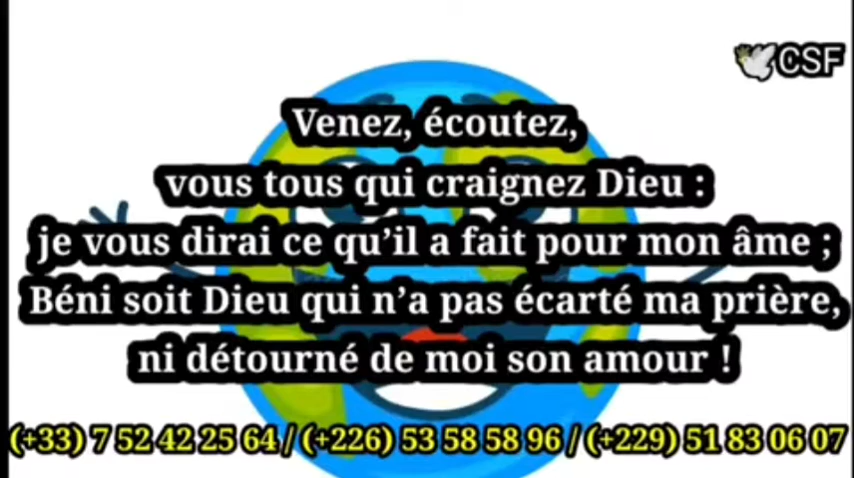 CSF
Venez, écoutez,
vous tous qui craignez Dieu :
je vous dirai ce qu’il a fait pour mon âme ;
Béni soit Dieu qui n’a pas écarté ma prière,
ni détourné de moi son amour !
(+33) 7 52 42 25 64 / (+226) 53 58 58 96 / (+229) 51 83 06 07